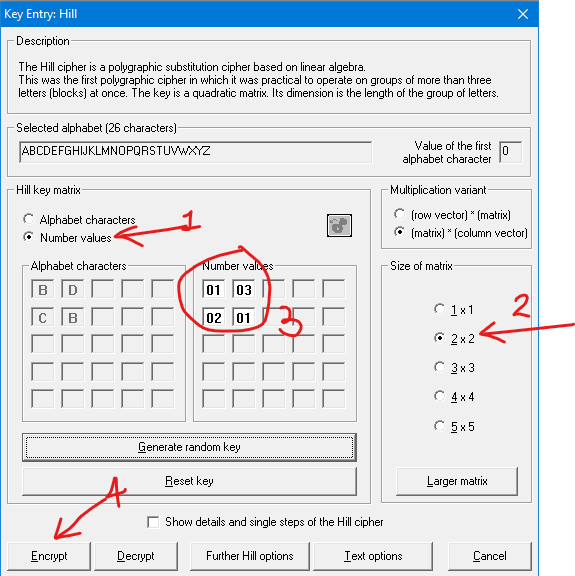 Key Entry: Hill
Description
The Hill cipher is a polygraphic substitution cipher based on linear algebra.
This was the first polygraphic cipher in which it was practical to operate on groups of more than three
letters (blocks) at once. The key is a quadratic matrix. Its dimension is the length of the group of letters.
Selected alphabet (26 characters)
ABCDEFGHIJKLMNOPQRSTUVWXYZ
Value of the first
alphabet character
0
Hill key matrix
Alphabet characters
Number values
1
Multiplication variant
(row vector) * (matrix)
(matrix) * (column vector)
Alphabet characters
B D
C B
Number values
01 03
02 01
3
Size of matrix
1 x 1
2 x 2
3 x 3
4 x 4
5 x 5
2
Generate random key
Reset key
Larger matrix
4
Show details and single steps of the Hill cipher
Encrypt
Decrypt
Further Hill options
Text options
Cancel